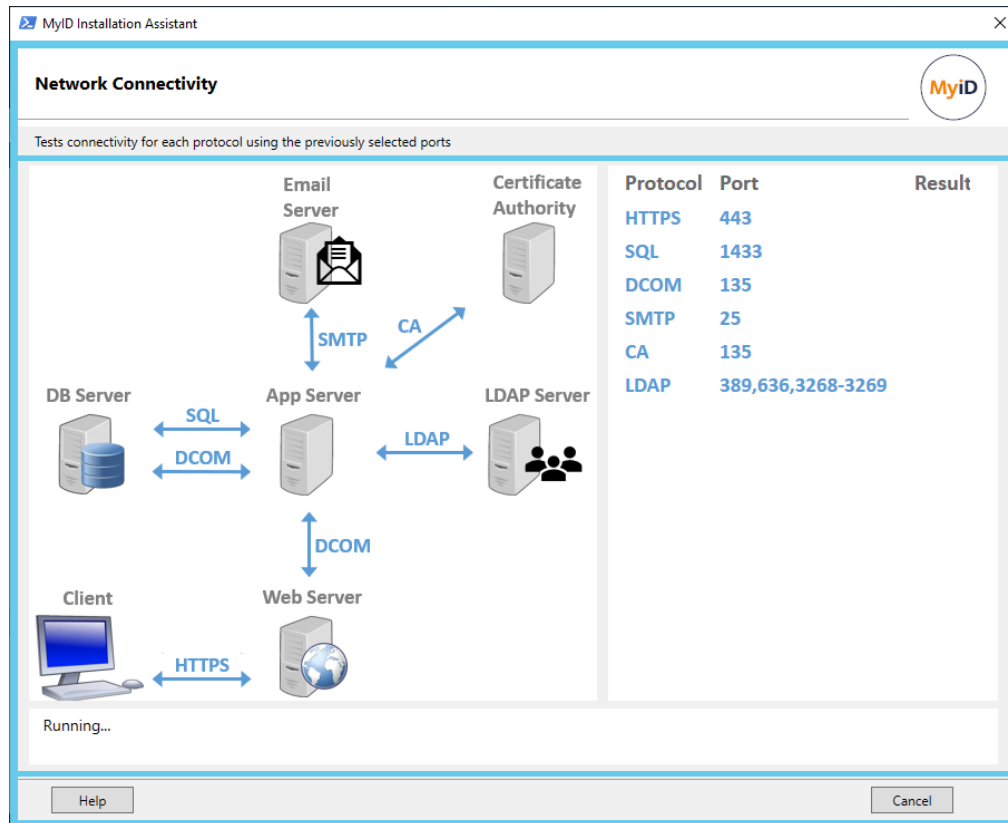 MyID Installation Assistant
Network Connectivity
MyiD
Tests connectivity for each protocol using the previously selected ports
Email
Server
Certificate
Authority
SMTP
CA
DB Server
App Server
LDAP Server
SQL
DCOM
LDAP
DCOM
Client
Web Server
HTTPS
Protocol Port Result
HTTPS 443
SQL 1433
DCOM 135
SMTP 25
CA 135
LDAP 389,636,3268-3269
Running...
Help
Cancel